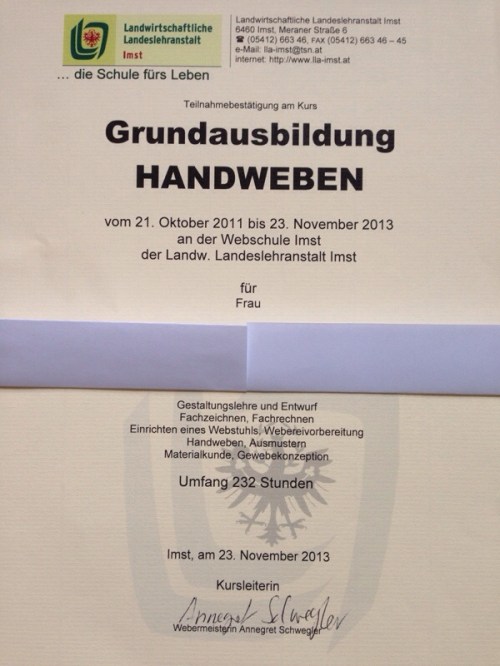 Landwirtschaftliche
Landeslehranstalt
Imst
... die Schule fürs Leben
Landwirtschaftliche Landeslehranstalt Imst
6460 Imst, Meraner Straße 6
☎ (05412) 663 46, FAX (05412) 663 46 – 45
e-Mail: lla-imst@tsn.at
internet: http://www.lla-imst.at
Teilnahmebestätigung am Kurs
Grundausbildung
HANDWEBEN
vom 21. Oktober 2011 bis 23. November 2013
an der Webschule Imst
der Landw. Landeslehranstalt Imst
für
Frau
Gestaltungslehre und Entwurf
Fachzeichnen, Fachrechnen
Einrichten eines Webstuhls, Webereivorbereitung
Handweben, Ausmustern
Materialkunde, Gewebekonzeption
Umfang 232 Stunden
Imst, am 23. November 2013
Kursleiterin
Annegret Schwegler
Webermeisterin Annegret Schwegler